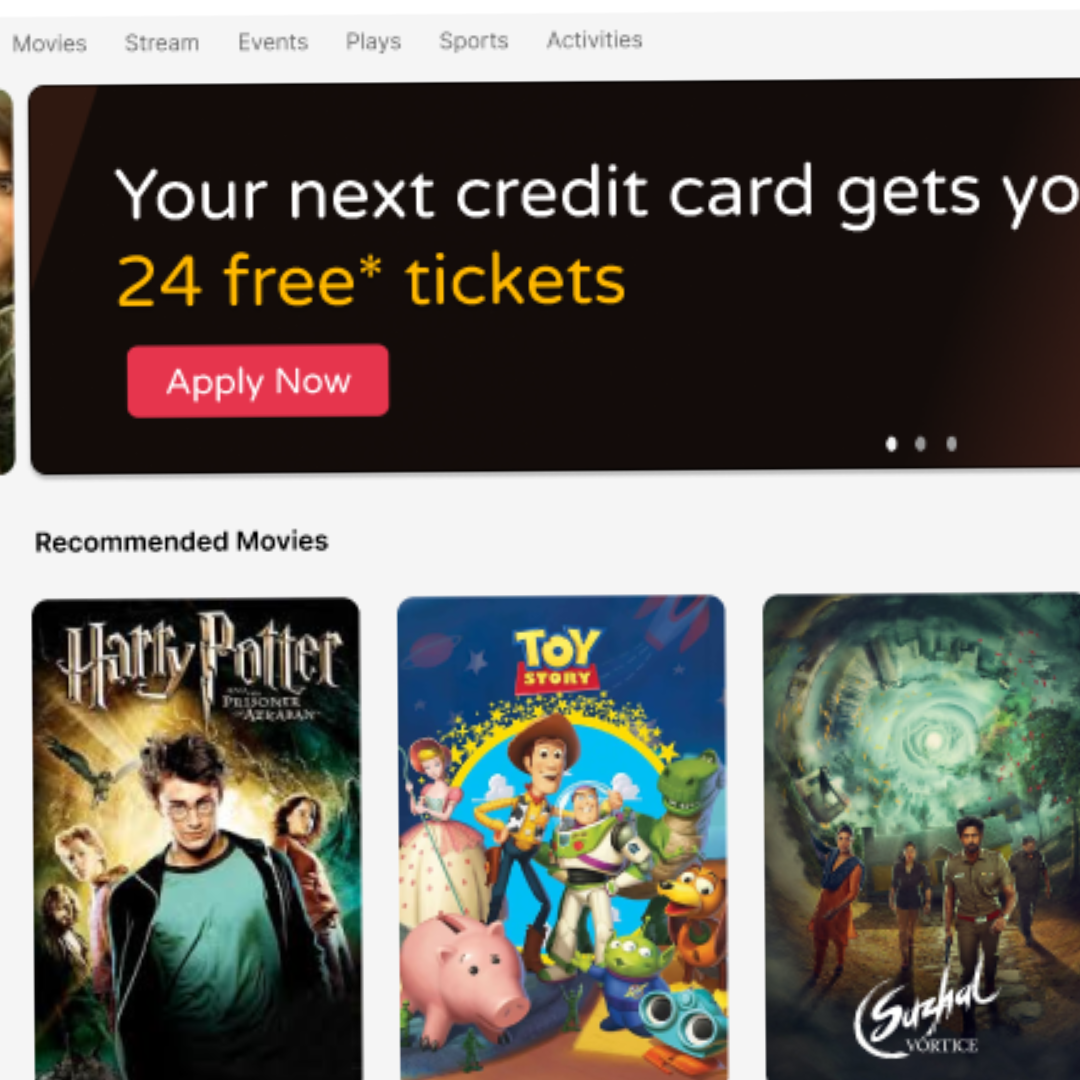 Movies Stream Events Plays Sports Activities
Your next credit card gets yo
24 free* tickets
Apply Now
Recommended Movies
Harry Potter
AND THE
PRISONER
OF AZKABAN
TOY
STORY
Suzhal
VÓRTICE